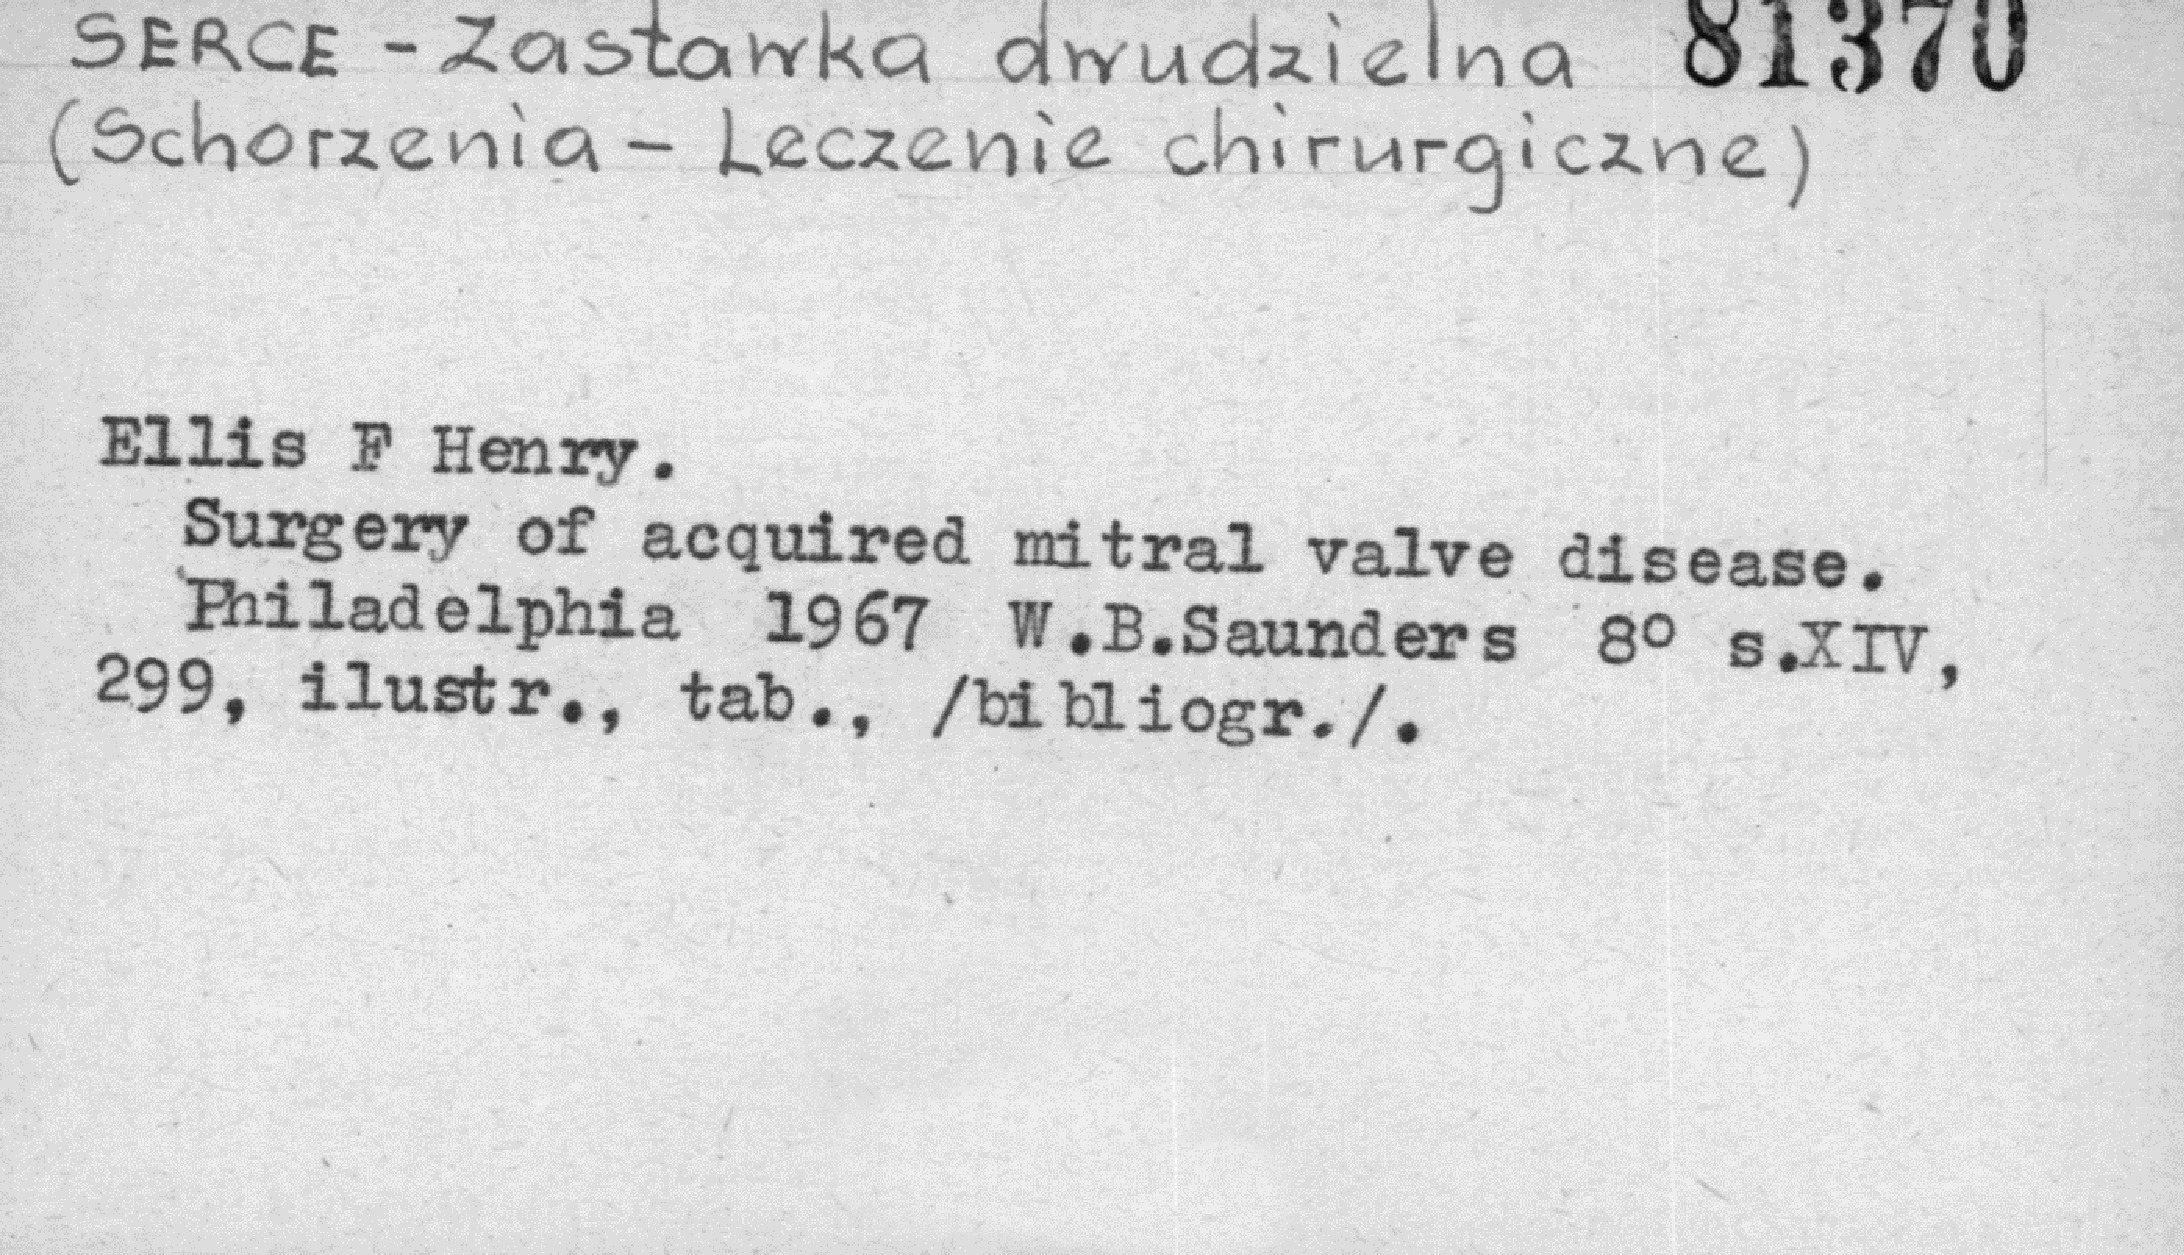 SERCE - Zastawka dwudzielna 81370
(Schorzenia - Leczenie chirurgiczne)
Ellis F Henry.
Surgery of acquired mitral valve disease.
Philadelphia 1967 W.B.Saunders 8° s.XIV,
299, ilustr., tab., /bibliogr./.